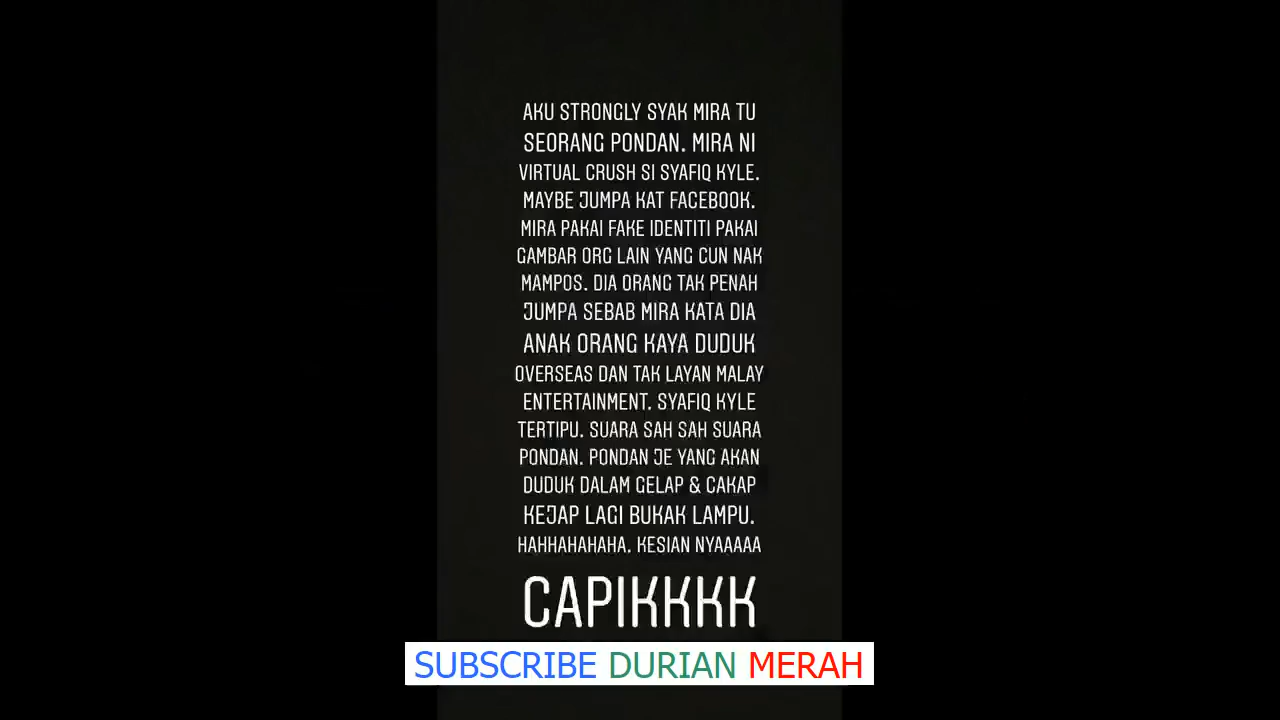 AKU STRONGLY SYAK MIRA TU
SEORANG PONDAN. MIRA NI
VIRTUAL CRUSH SI SYAFIQ KYLE.
MAYBE JUMPA KAT FACEBOOK.
MIRA PAKAI FAKE IDENTITI PAKAI
GAMBAR ORG LAIN YANG CUN NAK
MAMPOS. DIA ORANG TAK PENAH
JUMPA SEBAB MIRA KATA DIA
ANAK ORANG KAYA DUDUK
OVERSEAS DAN TAK LAYAN MALAY
ENTERTAINMENT. SYAFIQ KYLE
TERTIPU. SUARA SAH SAH SUARA
PONDAN. PONDAN JE YANG AKAN
DUDUK DALAM GELAP & CAKAP
KEJAP LAGI BUKAK LAMPU.
HAHHAHAHAHA. KESIAN NYAAAAA
CAPIKKKK
SUBSCRIBE DURIAN MERAH